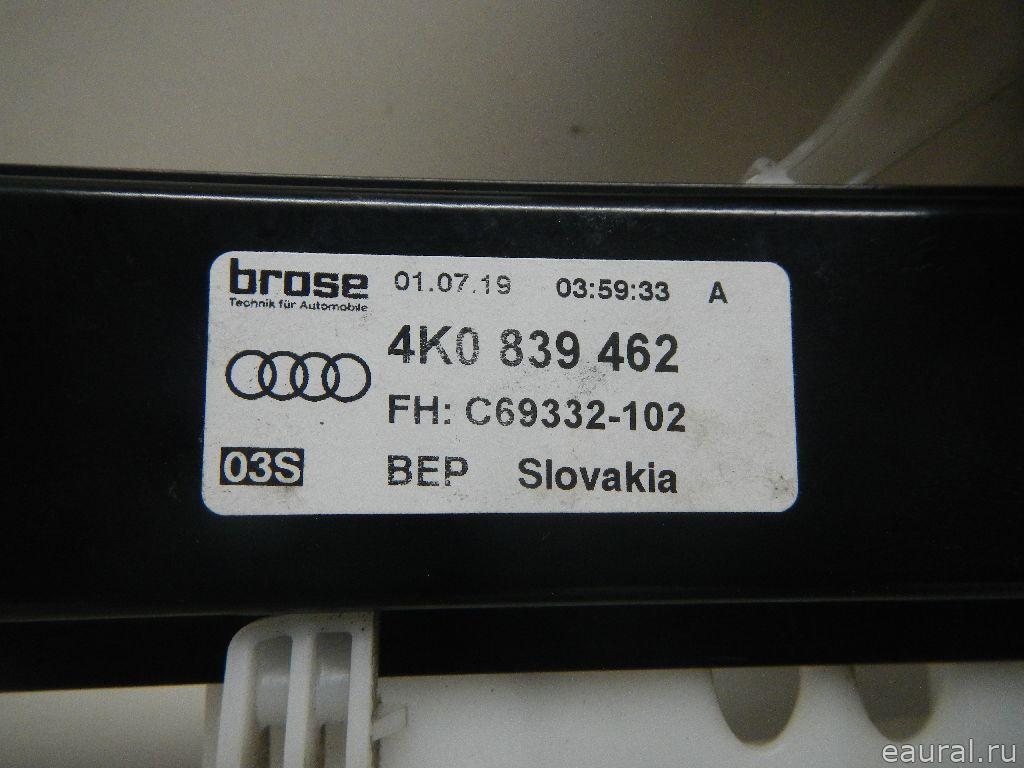 brose 01.07.19 03:59:33 A
Technik für Automobile
4K0 839 462
FH: C69332-102
03S BEP Slovakia
eaural.ru